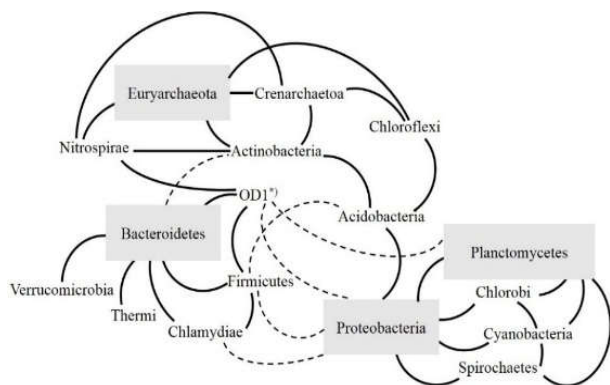 Euryarchaeota
Crenarchaetoa
Chloroflexi
Nitrospirae
Actinobacteria
OD1*)
Acidobacteria
Bacteroidetes
Planctomycetes
Firmicutes
Verrucomicrobia
Chlorobi
Thermi
Chlamydiae
Proteobacteria
Cyanobacteria
Spirochaetes